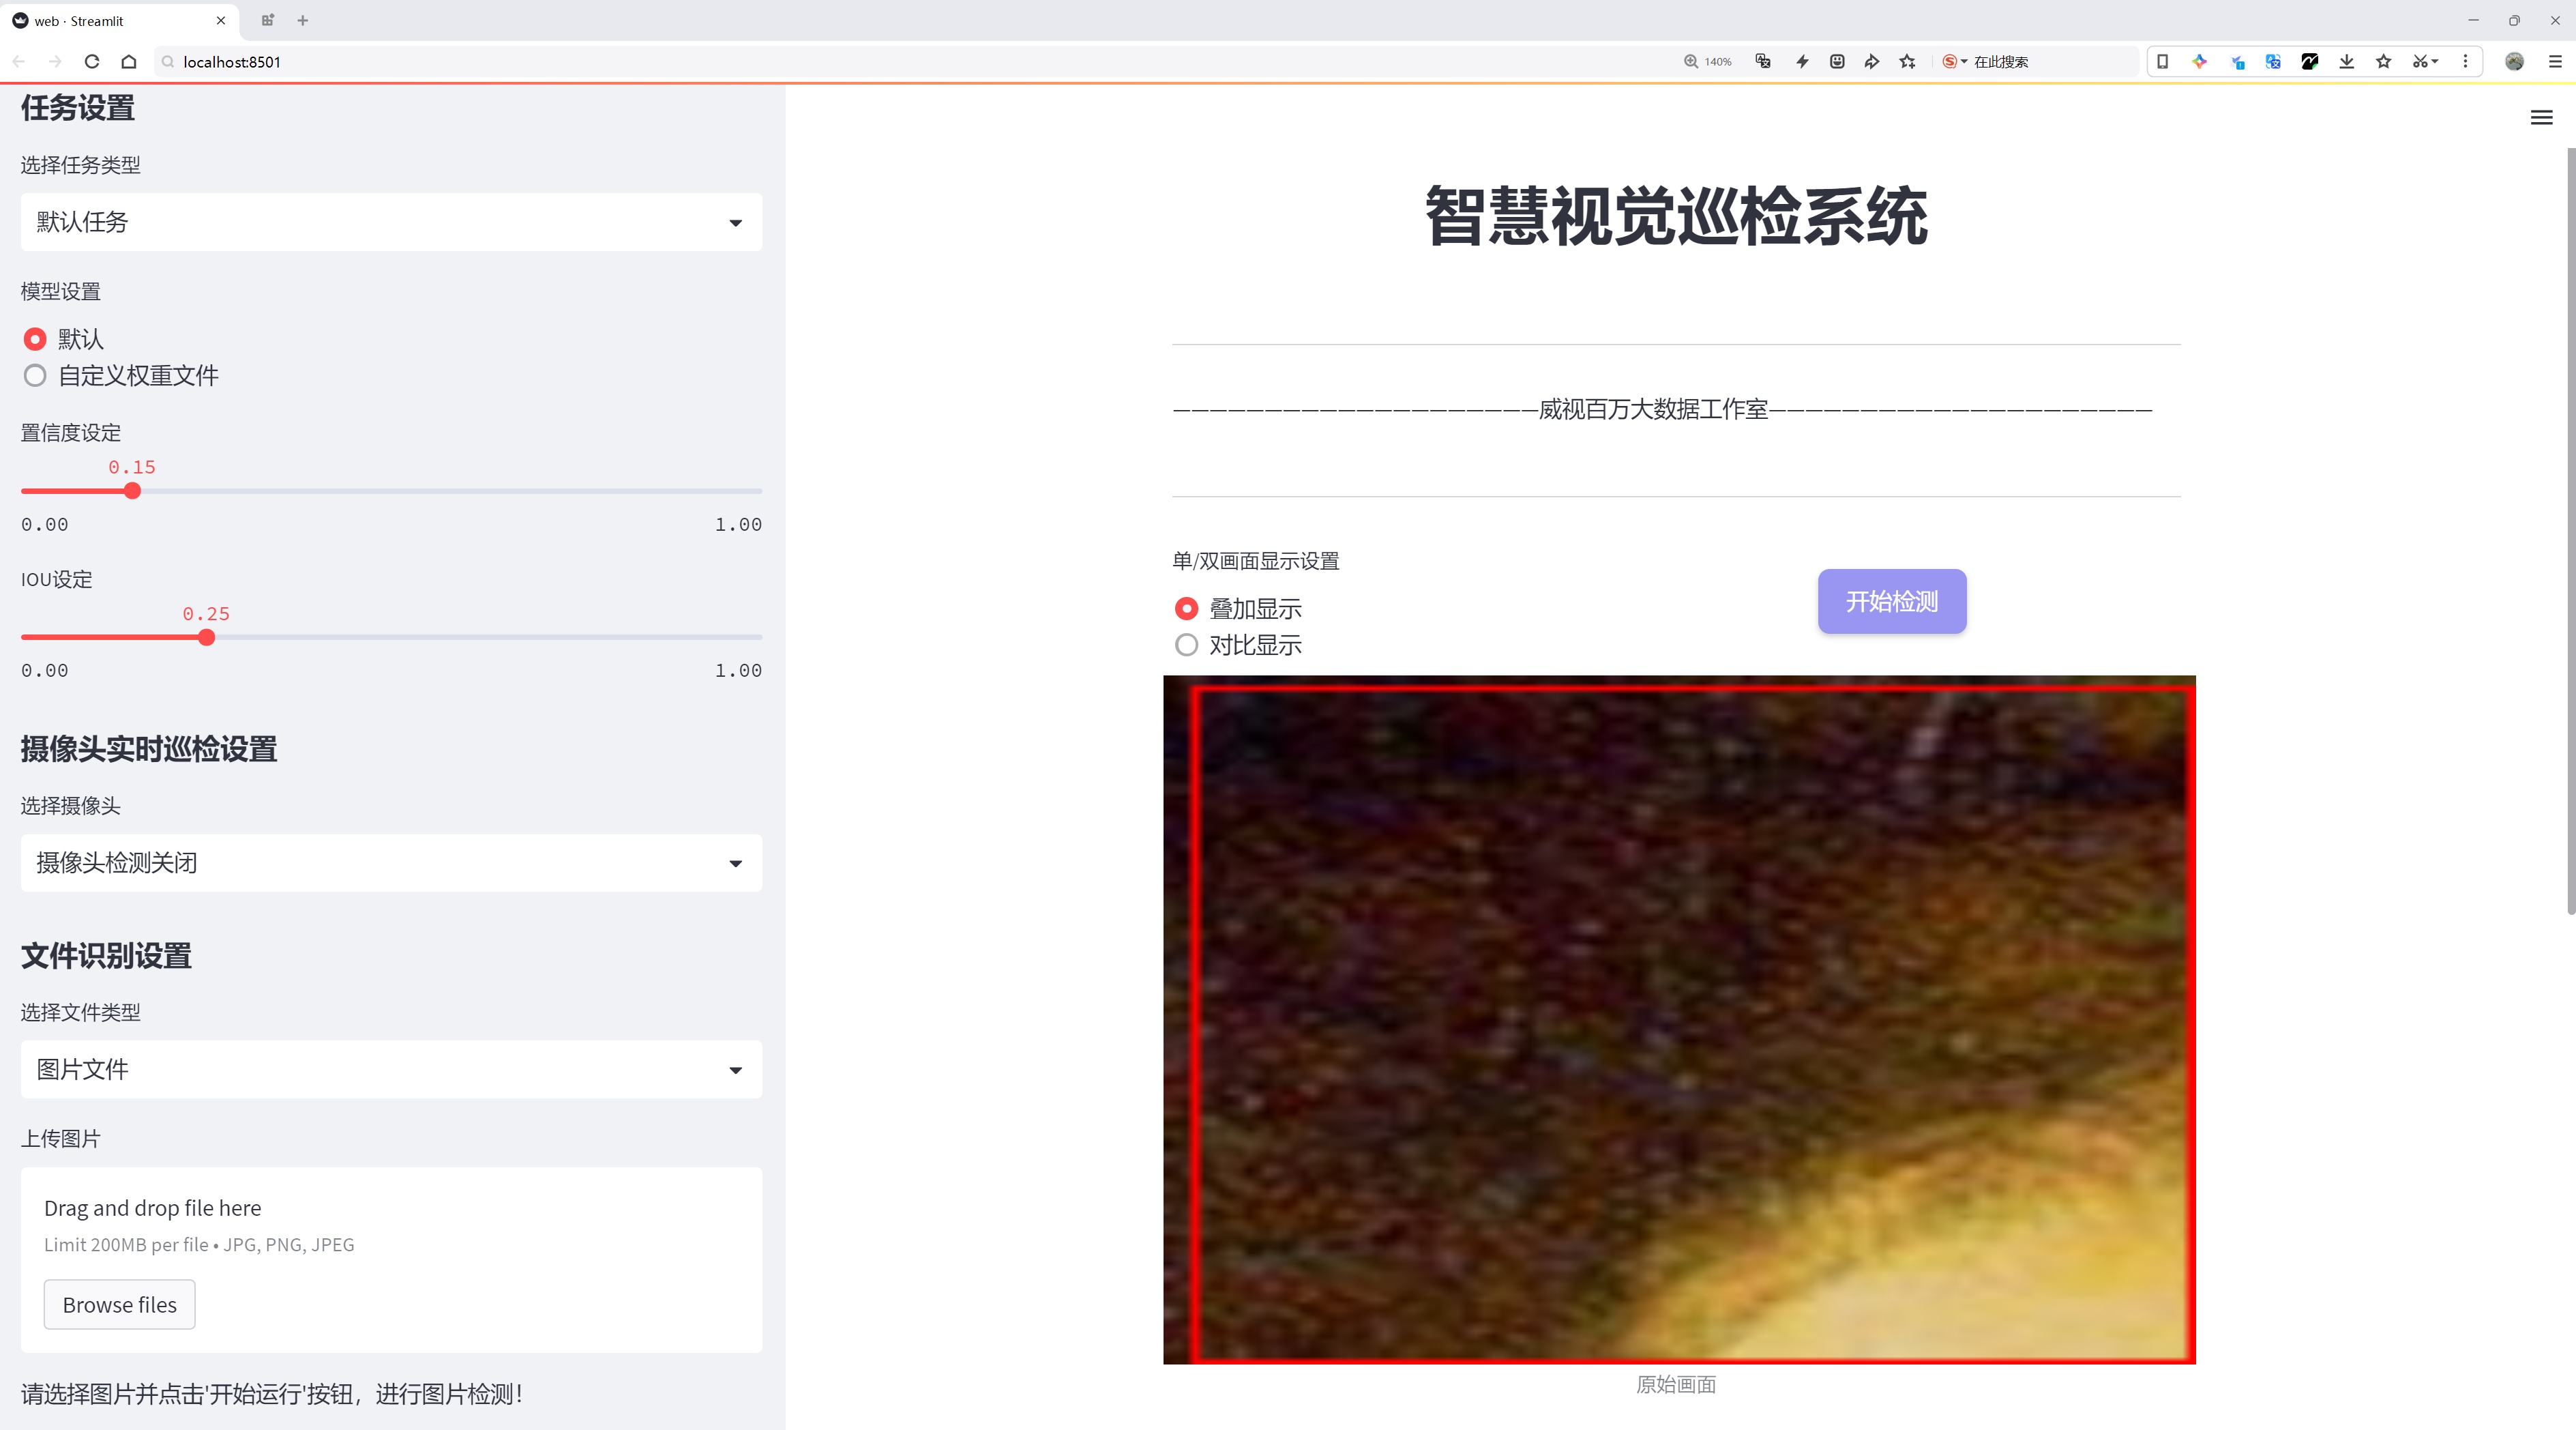 web · Streamlit
localhost:8501
140%
在此搜索
任务设置
选择任务类型
默认任务
模型设置
默认
自定义权重文件
置信度设定
0.15
0.00 1.00
IOU设定
0.25
0.00 1.00
摄像头实时巡检设置
选择摄像头
摄像头检测关闭
文件识别设置
选择文件类型
图片文件
上传图片
Drag and drop file here
Limit 200MB per file • JPG, PNG, JPEG
Browse files
请选择图片并点击'开始运行'按钮，进行图片检测！
智慧视觉巡检系统
————————————————————威视百万大数据工作室—————————————————————
单/双画面显示设置
叠加显示
对比显示
开始检测
原始画面